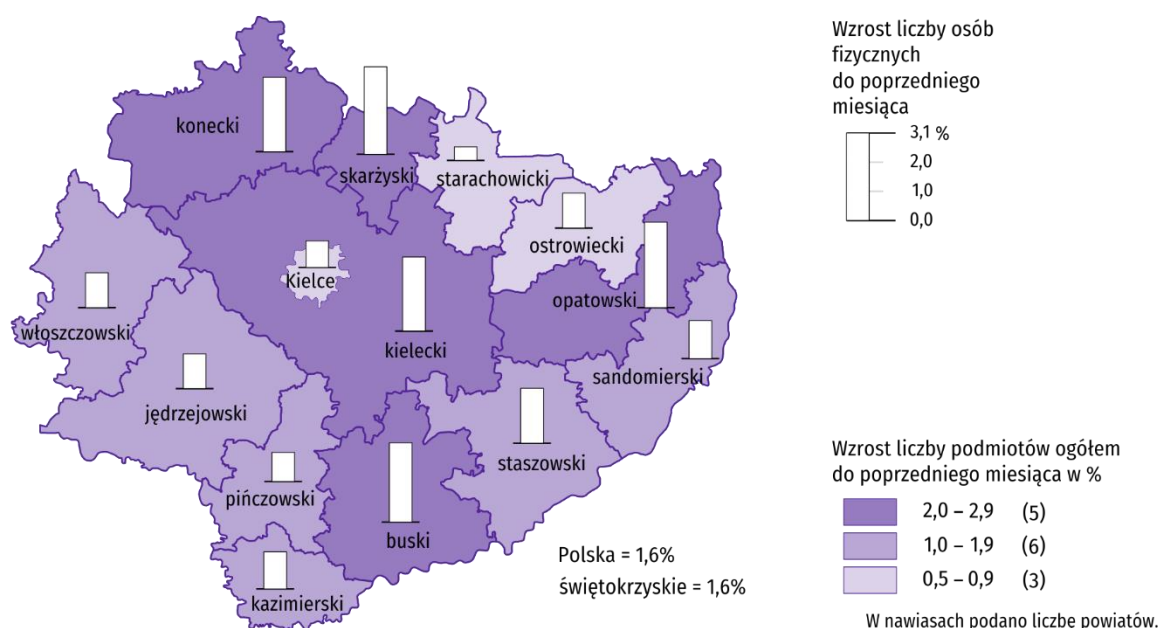 Wzrost liczby osób
fizycznych
do poprzedniego
miesiąca
3,1 %
2,0
1,0
0,0
konecki
skarżyski
starachowicki
ostrowiecki
Kielce
opatowski
włoszczowski
kielecki
sandomierski
jędrzejowski
staszowski
pińczowski
buski
kazimierski
Polska = 1,6%
świętokrzyskie = 1,6%
Wzrost liczby podmiotów ogółem
do poprzedniego miesiąca w %
2,0 – 2,9 (5)
1,0 – 1,9 (6)
0,5 – 0,9 (3)
W nawiasach podano liczbę powiatów.